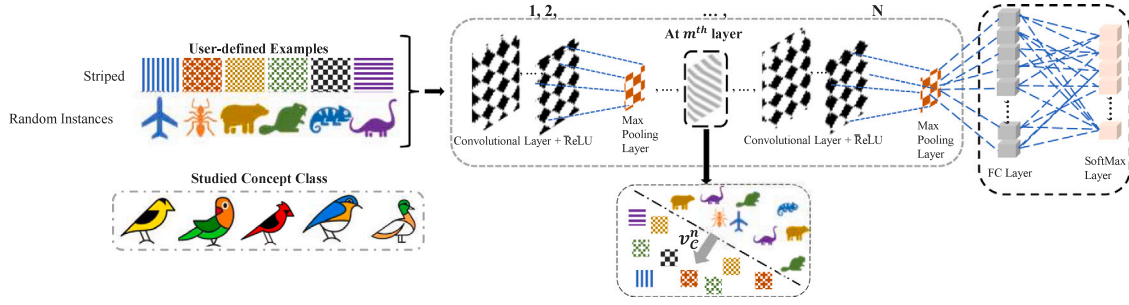 User-defined Examples
Striped
Random Instances
Studied Concept Class
1, 2,
... ,
N
At mᵗʰ layer
Convolutional Layer + ReLU
Max
Pooling
Layer
Convolutional Layer + ReLU
Max
Pooling
Layer
FC Layer
SoftMax
Layer
v_C^n